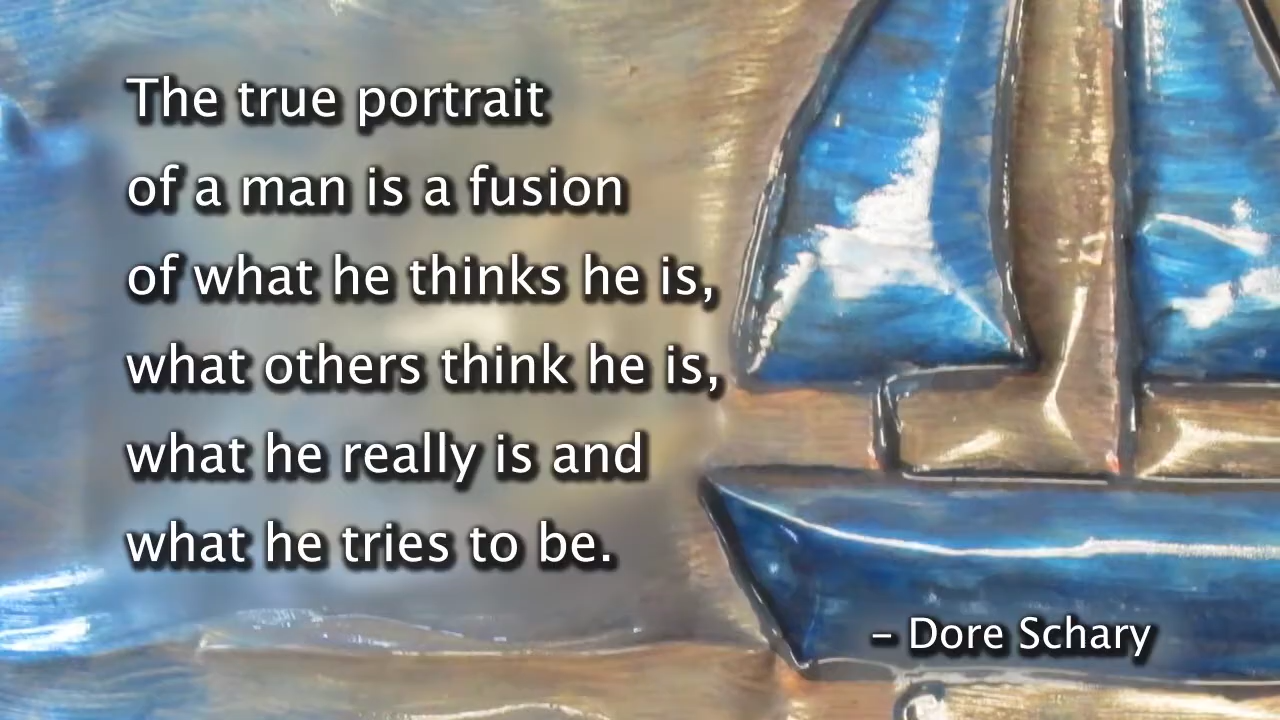 The true portrait
of a man is a fusion
of what he thinks he is,
what others think he is,
what he really is and
what he tries to be.
– Dore Schary